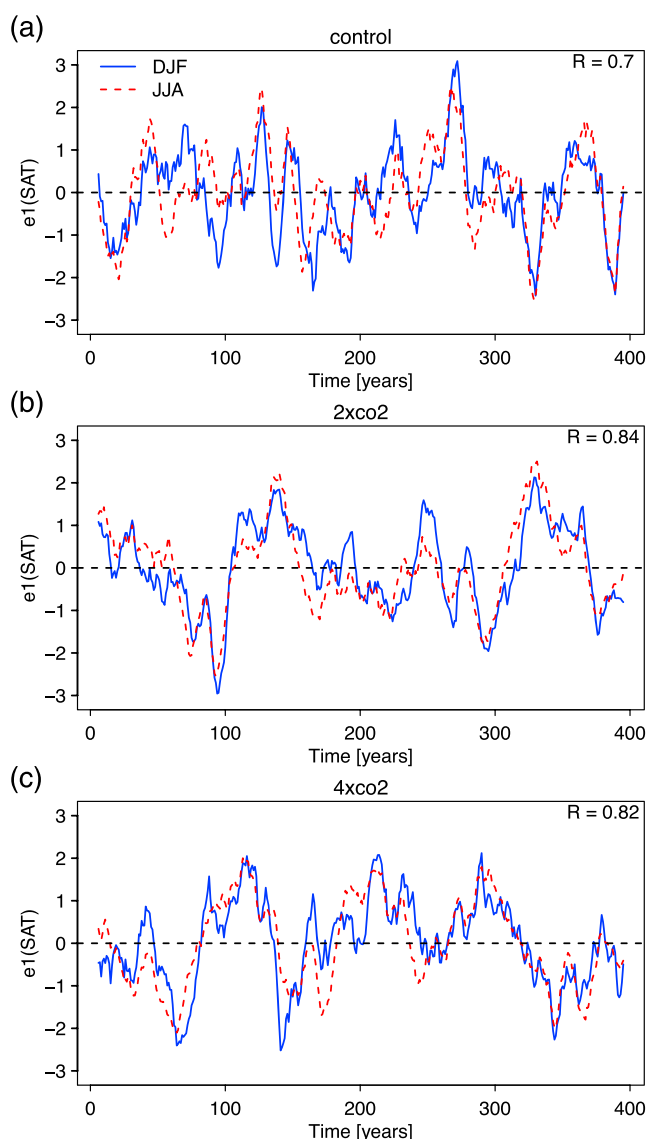 (a)
control
DJF
JJA
R = 0.7
3
2
1
0
−1
−2
−3
e1(SAT)
0 100 200 300 400
Time [years]
(b)
2xco2
R = 0.84
3
2
1
0
−1
−2
−3
e1(SAT)
0 100 200 300 400
Time [years]
(c)
4xco2
R = 0.82
3
2
1
0
−1
−2
−3
e1(SAT)
0 100 200 300 400
Time [years]